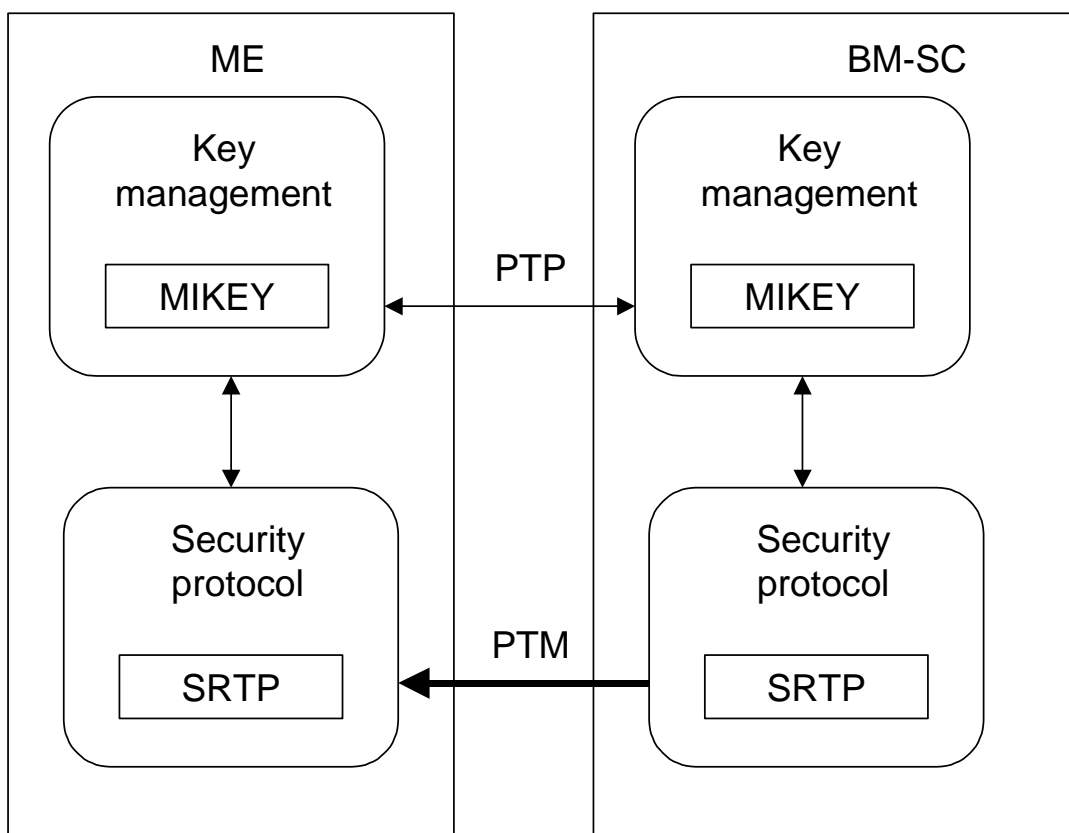 ME
Key
management
MIKEY
Security
protocol
SRTP
PTP
PTM
BM-SC
Key
management
MIKEY
Security
protocol
SRTP